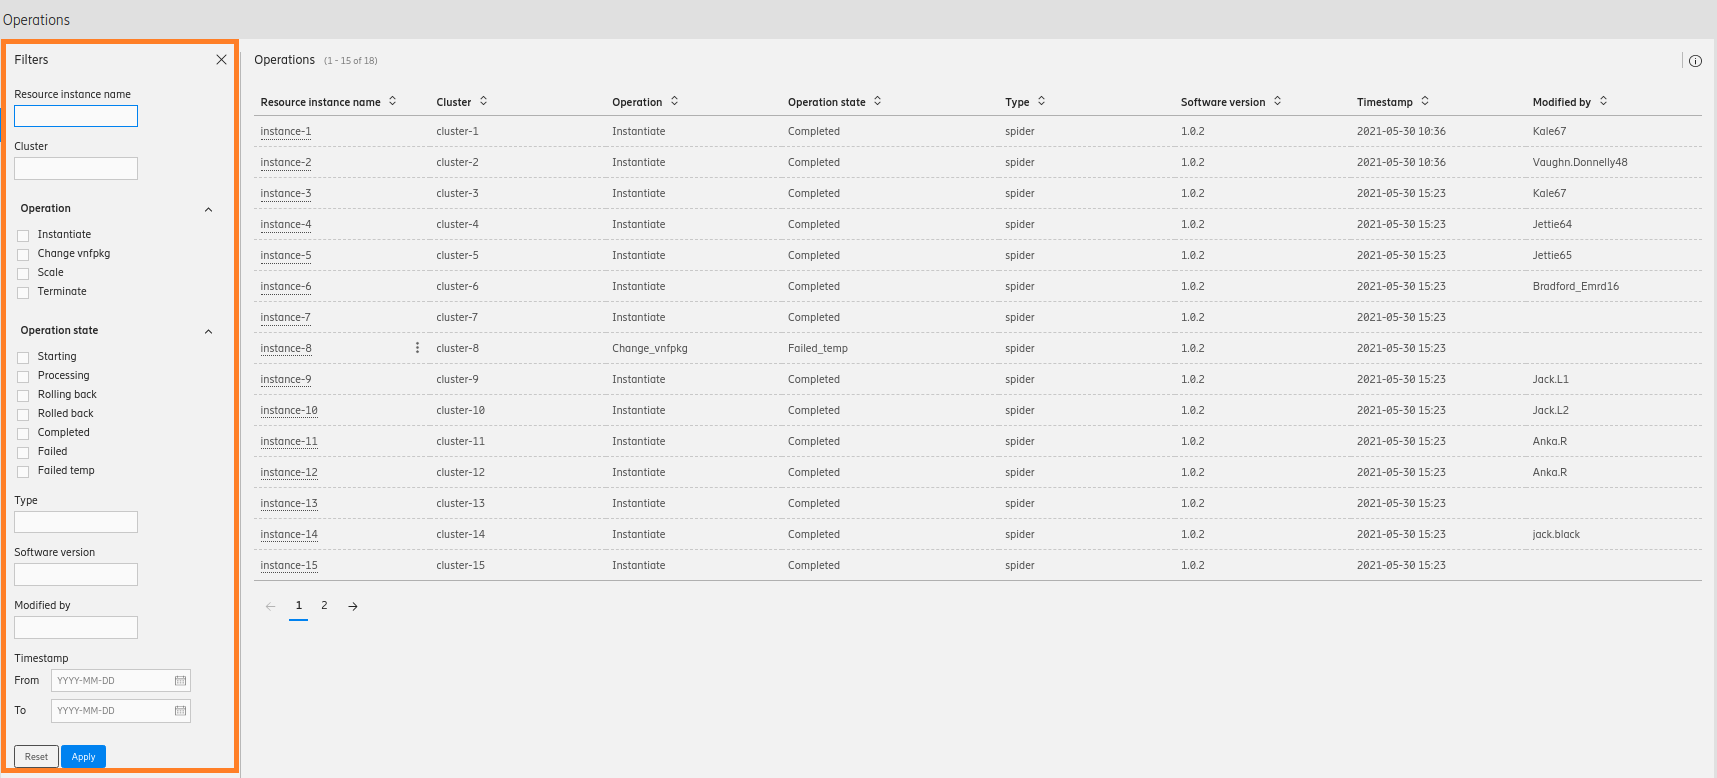 Operations
Filters
Resource instance name
Cluster
Operation
Instantiate
Change vnfpkg
Scale
Terminate
Operation state
Starting
Processing
Rolling back
Rolled back
Completed
Failed
Failed temp
Type
Software version
Modified by
Timestamp
From YYYY-MM-DD
To YYYY-MM-DD
Reset Apply
Operations (1 - 15 of 18)
Resource instance name Cluster Operation Operation state Type Software version Timestamp Modified by
instance-1 cluster-1 Instantiate Completed spider 1.0.2 2021-05-30 10:36 Kale67
instance-2 cluster-2 Instantiate Completed spider 1.0.2 2021-05-30 10:36 Vaughn.Donnelly48
instance-3 cluster-3 Instantiate Completed spider 1.0.2 2021-05-30 15:23 Kale67
instance-4 cluster-4 Instantiate Completed spider 1.0.2 2021-05-30 15:23 Jettie64
instance-5 cluster-5 Instantiate Completed spider 1.0.2 2021-05-30 15:23 Jettie65
instance-6 cluster-6 Instantiate Completed spider 1.0.2 2021-05-30 15:23 Bradford_Emrd16
instance-7 cluster-7 Instantiate Completed spider 1.0.2 2021-05-30 15:23
instance-8 cluster-8 Change_vnfpkg Failed_temp spider 1.0.2 2021-05-30 15:23
instance-9 cluster-9 Instantiate Completed spider 1.0.2 2021-05-30 15:23 Jack.L1
instance-10 cluster-10 Instantiate Completed spider 1.0.2 2021-05-30 15:23 Jack.L2
instance-11 cluster-11 Instantiate Completed spider 1.0.2 2021-05-30 15:23 Anka.R
instance-12 cluster-12 Instantiate Completed spider 1.0.2 2021-05-30 15:23 Anka.R
instance-13 cluster-13 Instantiate Completed spider 1.0.2 2021-05-30 15:23
instance-14 cluster-14 Instantiate Completed spider 1.0.2 2021-05-30 15:23 jack.black
instance-15 cluster-15 Instantiate Completed spider 1.0.2 2021-05-30 15:23
1 2